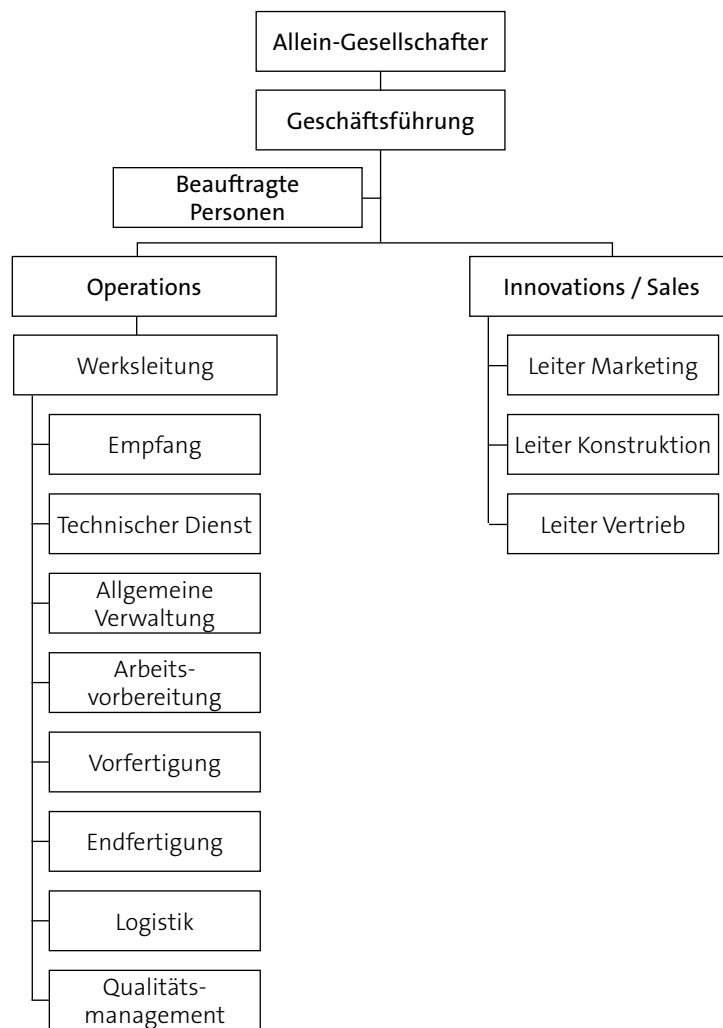 Allein-Gesellschafter
Geschäftsführung
Beauftragte
Personen
Operations
Innovations / Sales
Werksleitung
Leiter Marketing
Empfang
Leiter Konstruktion
Technischer Dienst
Leiter Vertrieb
Allgemeine
Verwaltung
Arbeits-
vorbereitung
Vorfertigung
Endfertigung
Logistik
Qualitäts-
management